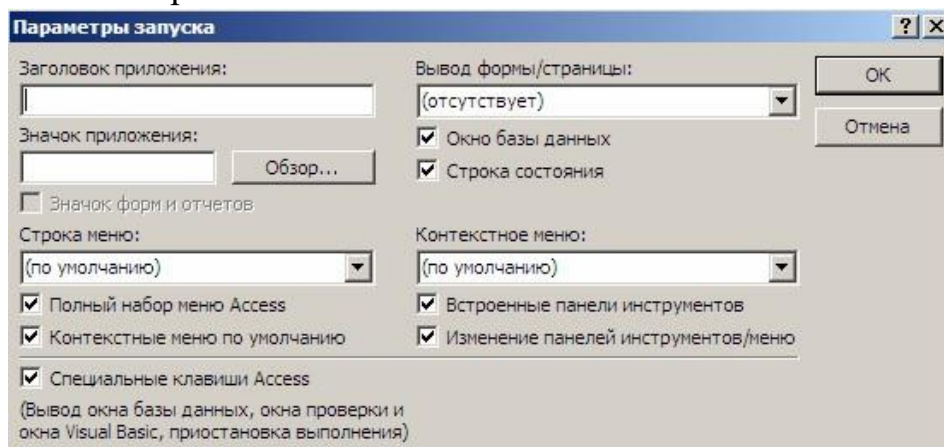 Параметры запуска
Заголовок приложения:
Вывод формы/страницы:
ОК
(отсутствует)
Значок приложения:
Окно базы данных
Отмена
Обзор...
Строка состояния
Значок форм и отчетов
Строка меню:
Контекстное меню:
(по умолчанию)
(по умолчанию)
Полный набор меню Access
Встроенные панели инструментов
Контекстные меню по умолчанию
Изменение панелей инструментов/меню
Специальные клавиши Access
(Вывод окна базы данных, окна проверки и
окна Visual Basic, приостановка выполнения)